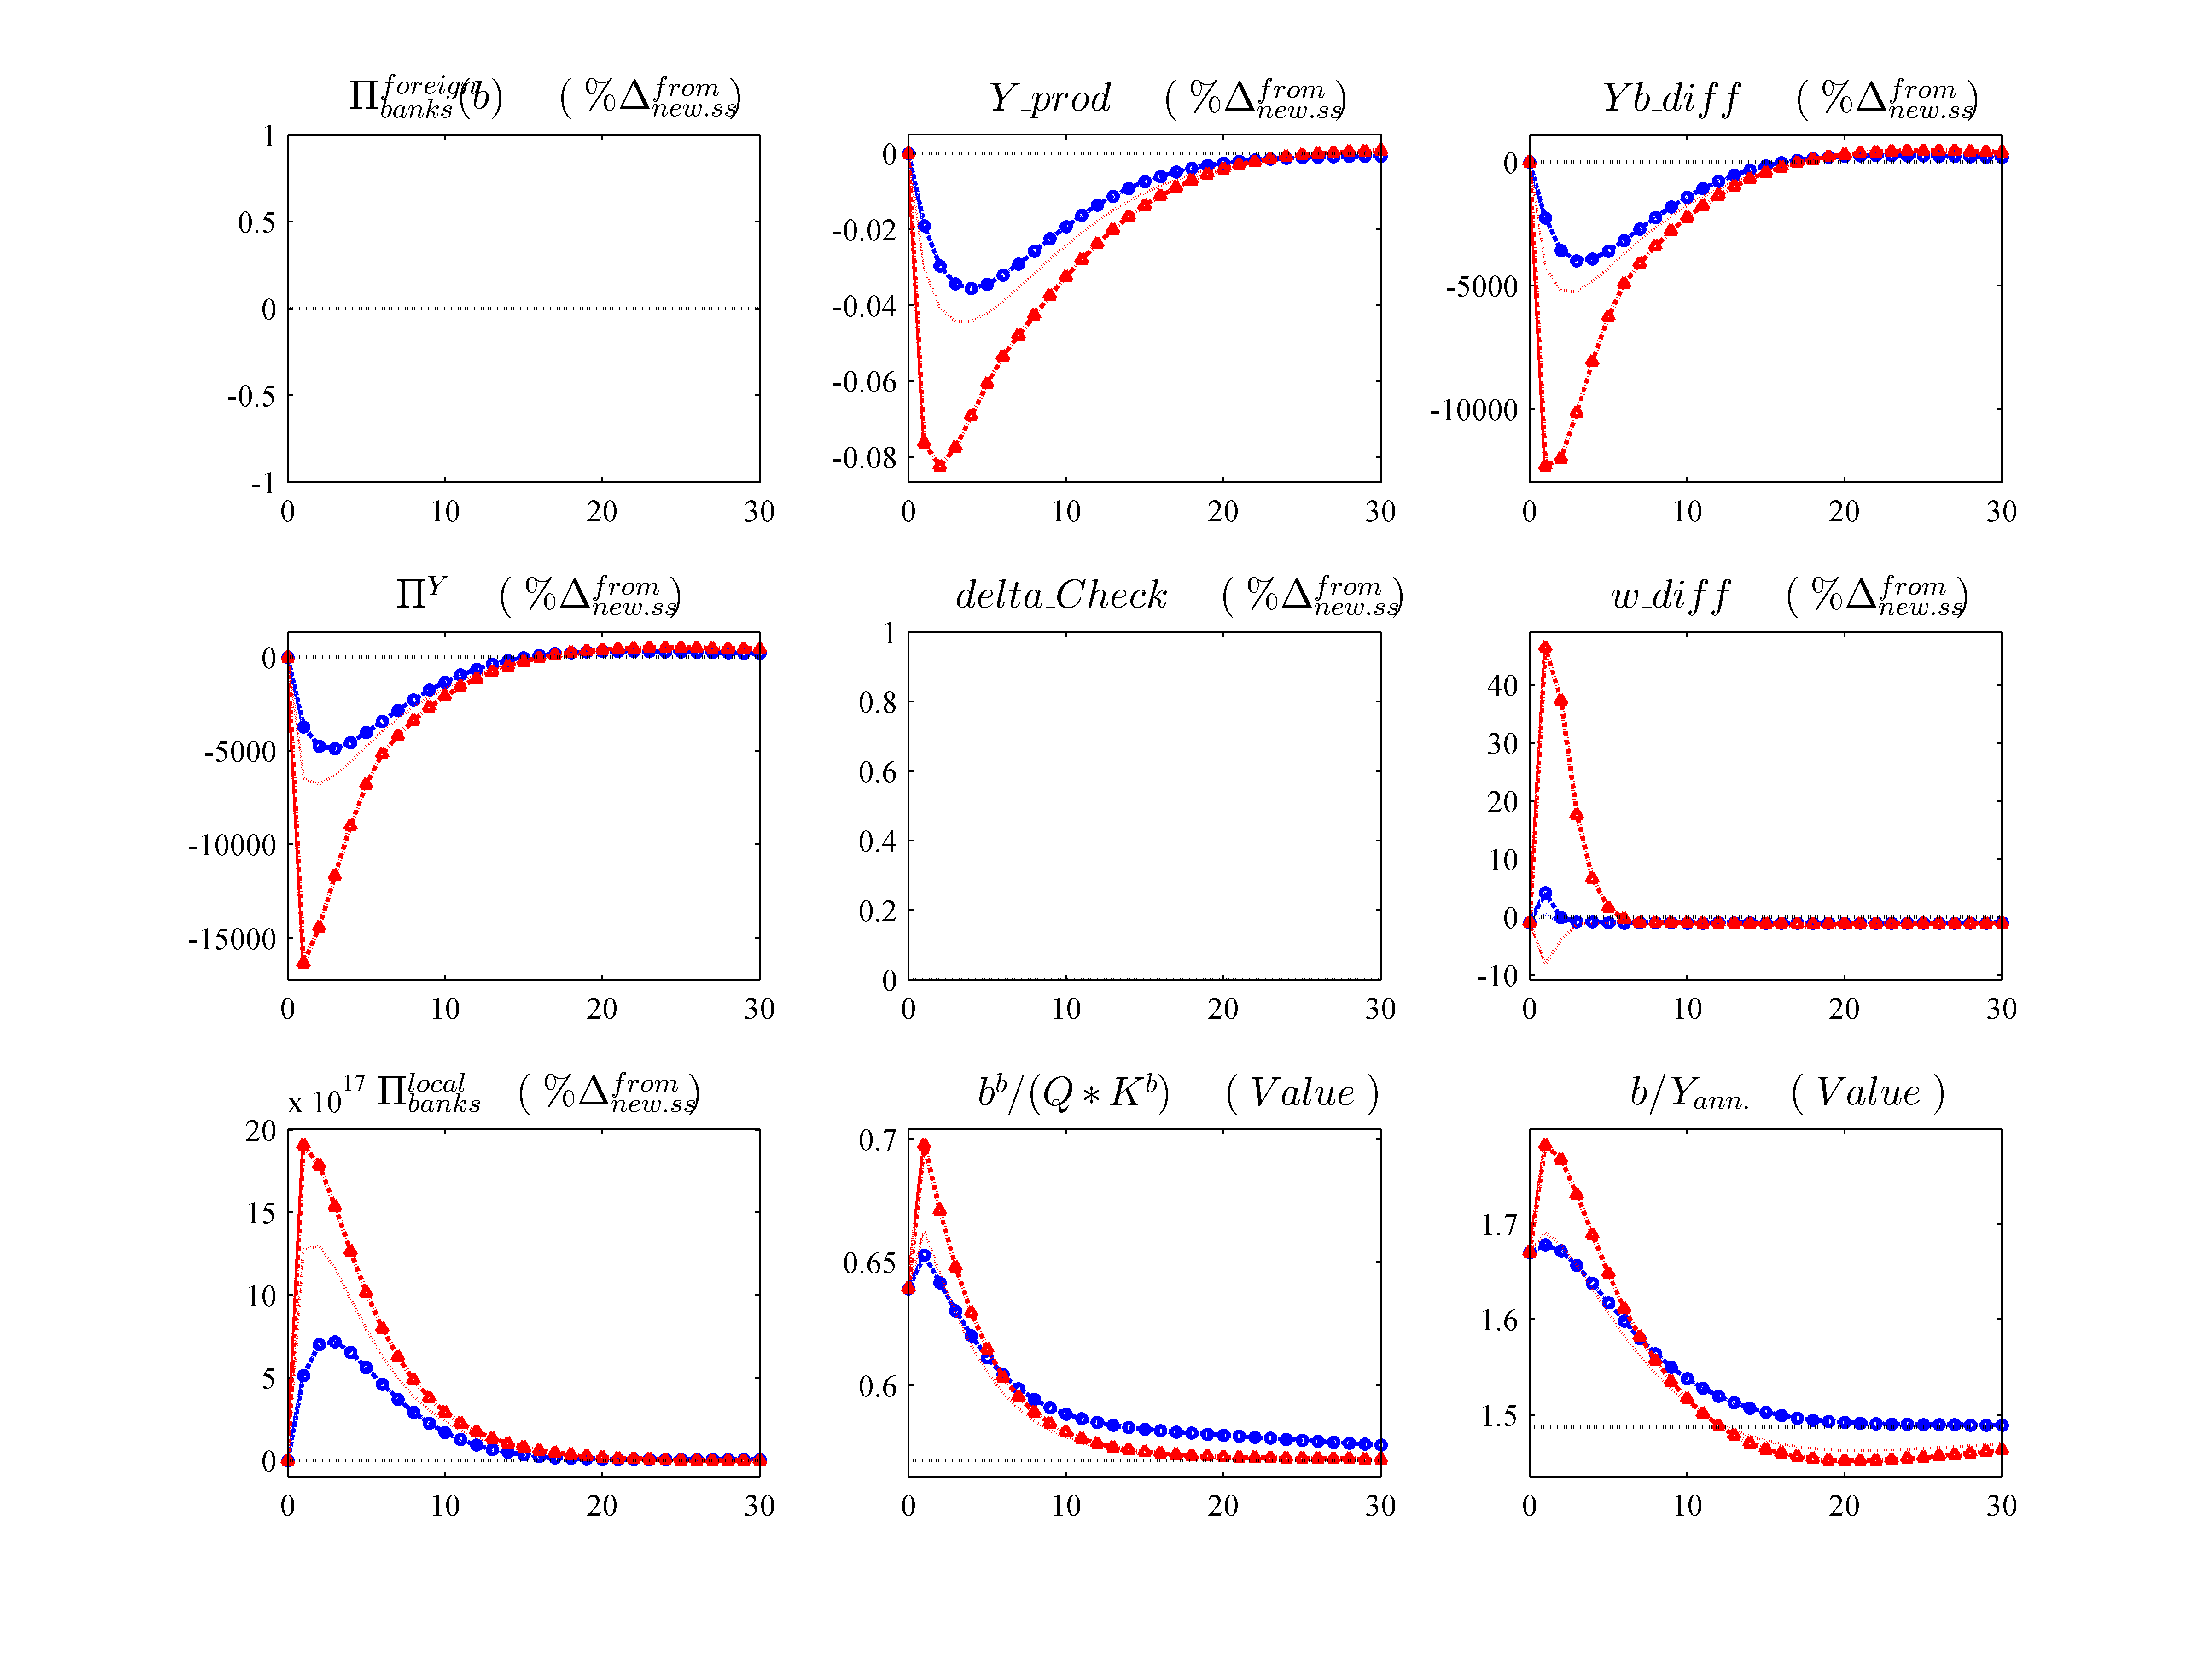 Π^{foreign}_{banks}(b) ( %Δ^{from}_{new.ss})
1
0.5
0
-0.5
-1
0 10 20 30
Y_prod ( %Δ^{from}_{new.ss})
0
-0.02
-0.04
-0.06
-0.08
0 10 20 30
Yb_diff ( %Δ^{from}_{new.ss})
0
-5000
-10000
0 10 20 30
Π^Y ( %Δ^{from}_{new.ss})
0
-5000
-10000
-15000
0 10 20 30
delta_Check ( %Δ^{from}_{new.ss})
1
0.8
0.6
0.4
0.2
0
0 10 20 30
w_diff ( %Δ^{from}_{new.ss})
40
30
20
10
0
-10
0 10 20 30
x 10^{17} Π^{local}_{banks} ( %Δ^{from}_{new.ss})
20
15
10
5
0
0 10 20 30
b^b/(Q∗K^b) ( Value )
0.7
0.65
0.6
0 10 20 30
b/Y_{ann.} ( Value )
1.7
1.6
1.5
0 10 20 30